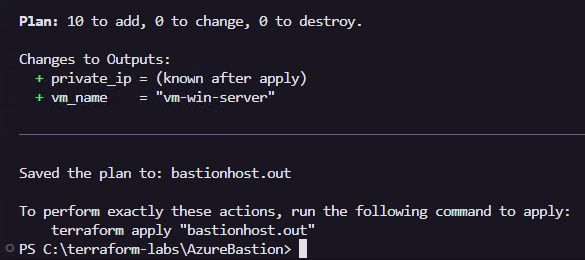 Plan: 10 to add, 0 to change, 0 to destroy.
Changes to Outputs:
+ private_ip = (known after apply)
+ vm_name    = "vm-win-server"
Saved the plan to: bastionhost.out
To perform exactly these actions, run the following command to apply:
terraform apply "bastionhost.out"
PS C:\terraform-labs\AzureBastion>